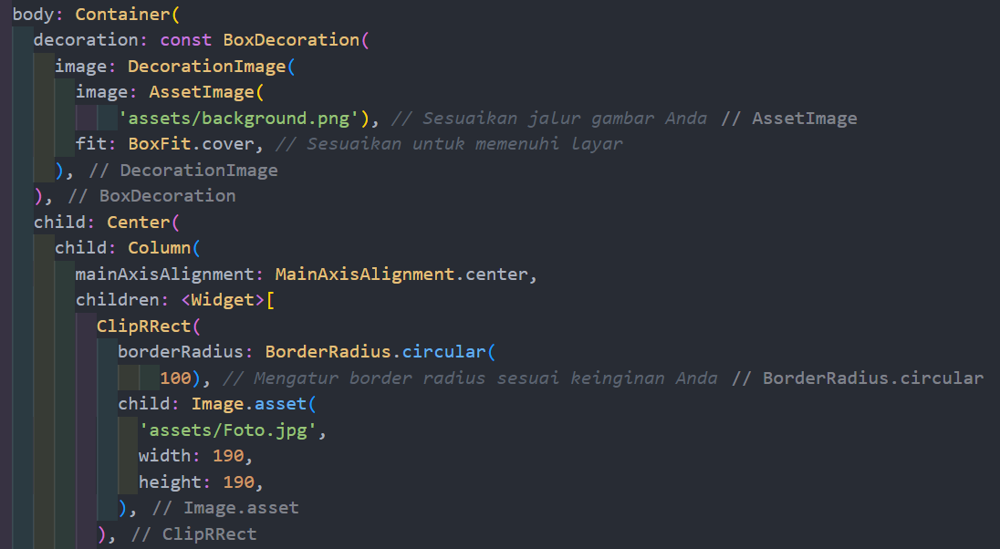 body: Container(
decoration: const BoxDecoration(
image: DecorationImage(
image: AssetImage(
'assets/background.png'), // Sesuaikan jalur gambar Anda // AssetImage
fit: BoxFit.cover, // Sesuaikan untuk memenuhi layar
), // DecorationImage
), // BoxDecoration
child: Center(
child: Column(
mainAxisAlignment: MainAxisAlignment.center,
children: <Widget>[
ClipRRect(
borderRadius: BorderRadius.circular(
100), // Mengatur border radius sesuai keinginan Anda // BorderRadius.circular
child: Image.asset(
'assets/Foto.jpg',
width: 190,
height: 190,
), // Image.asset
), // ClipRRect